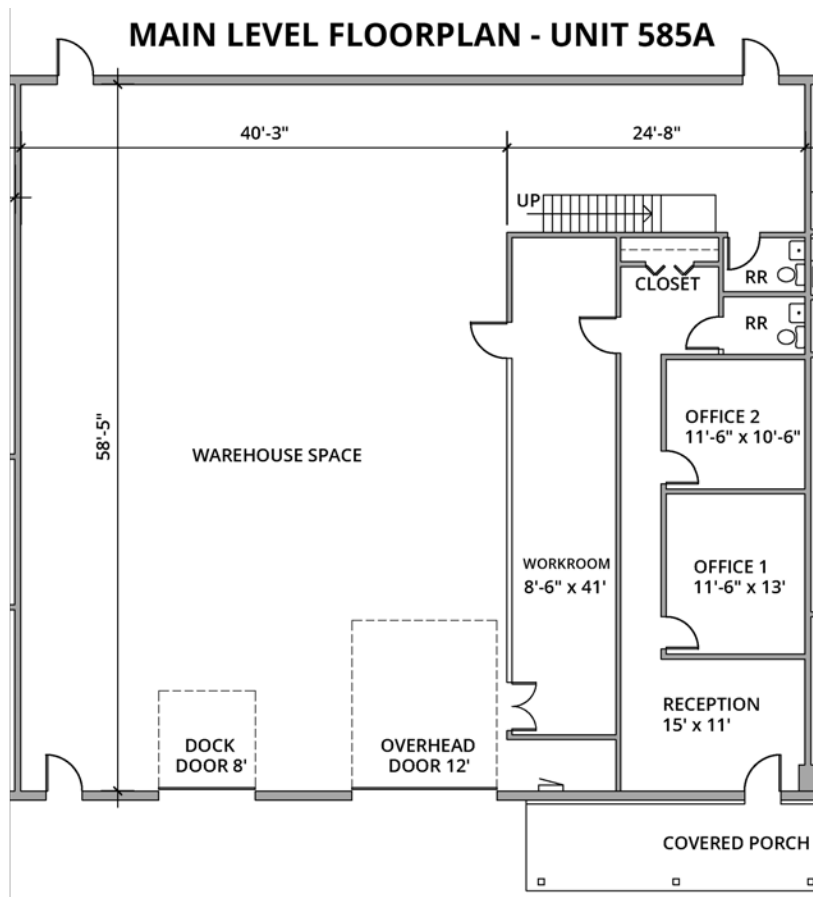 MAIN LEVEL FLOORPLAN - UNIT 585A
40'-3"
24'-8"
UP
CLOSET
RR
RR
58'-5"
OFFICE 2
11'-6" x 10'-6"
WAREHOUSE SPACE
WORKROOM
8'-6" x 41'
OFFICE 1
11'-6" x 13'
RECEPTION
15' x 11'
DOCK
DOOR 8'
OVERHEAD
DOOR 12'
COVERED PORCH